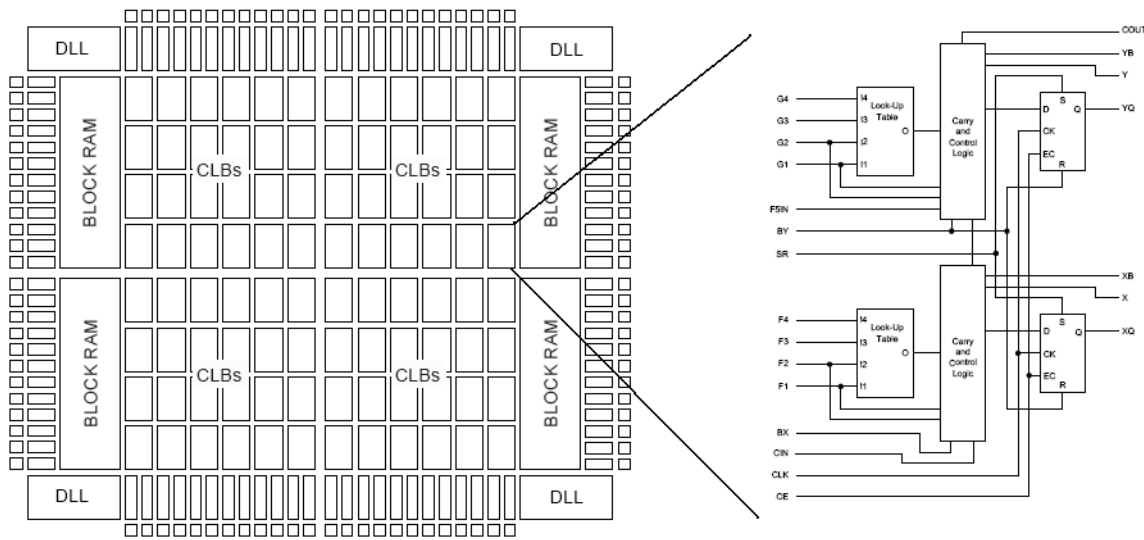 DLL
DLL
BLOCK RAM
CLBs
CLBs
BLOCK RAM
BLOCK RAM
CLBs
CLBs
BLOCK RAM
DLL
DLL
COUT
YB
Y
G4
G3
G2
G1
I4
I3
I2
I1
Look-Up
Table
O
Carry
and
Control
Logic
S
D
Q
CK
EC
R
YQ
F5IN
BY
SR
XB
X
F4
F3
F2
F1
I4
I3
I2
I1
Look-Up
Table
O
Carry
and
Control
Logic
S
D
Q
CK
EC
R
XQ
BX
CIN
CLK
CE